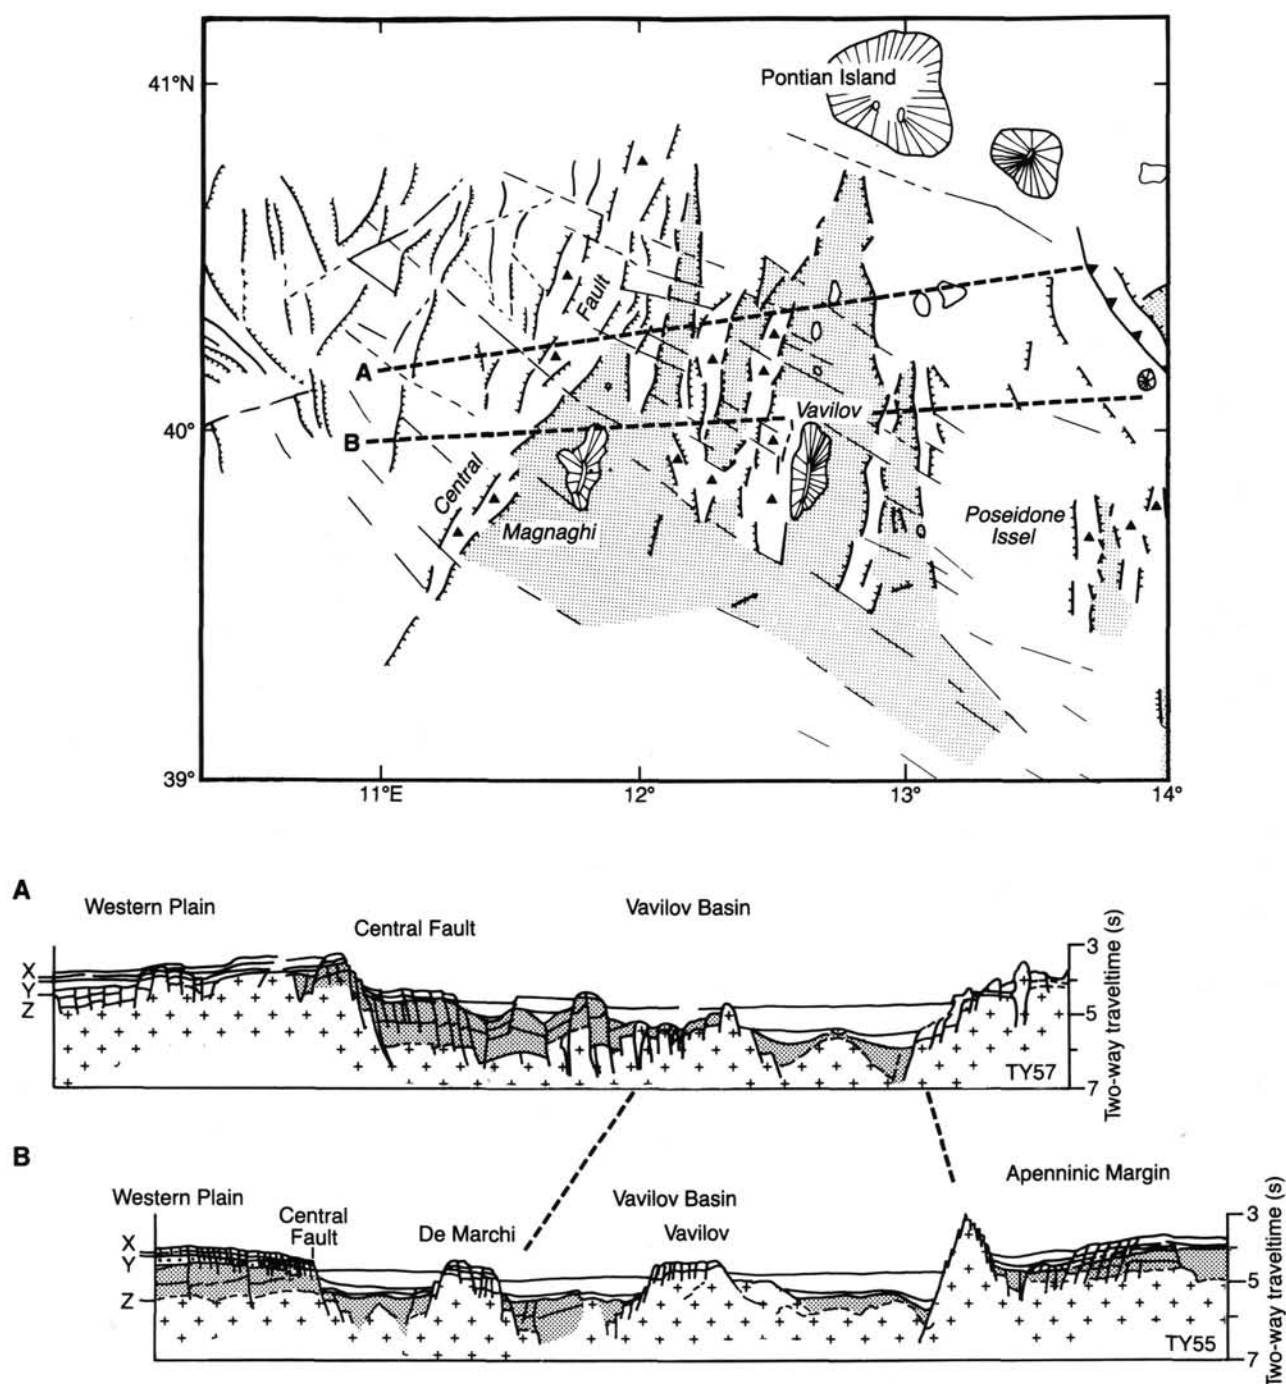 41°N
Pontian Island
Fault
A
Vavilov
40°
B
Central
Magnaghi
Poseidone
Issel
39°
11°E
12°
13°
14°
A
Western Plain
Central Fault
Vavilov Basin
X
Y
Z
3
5
7
Two-way traveltime (s)
TY57
B
Western Plain
Central
Fault
De Marchi
Vavilov Basin
Vavilov
Apenninic Margin
X
Y
Z
3
5
7
Two-way traveltime (s)
TY55